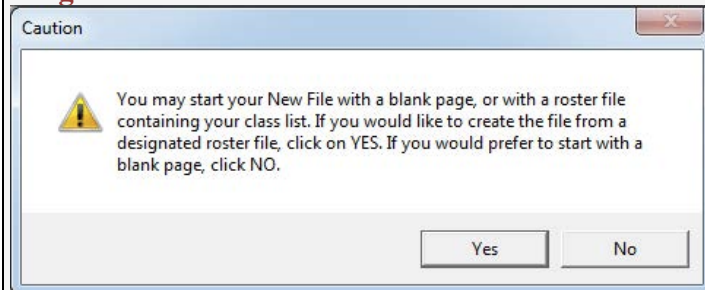 Caution
You may start your New File with a blank page, or with a roster file
containing your class list. If you would like to create the file from a
designated roster file, click on YES. If you would prefer to start with a
blank page, click NO.
Yes
No